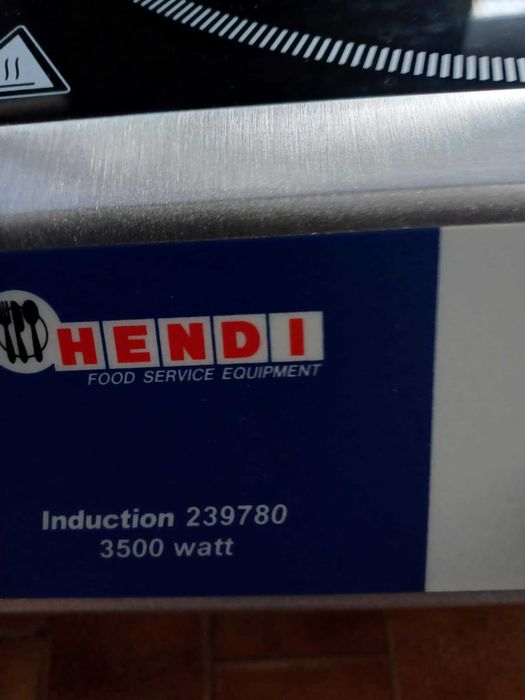 HENDI
FOOD SERVICE EQUIPMENT
Induction 239780
3500 watt